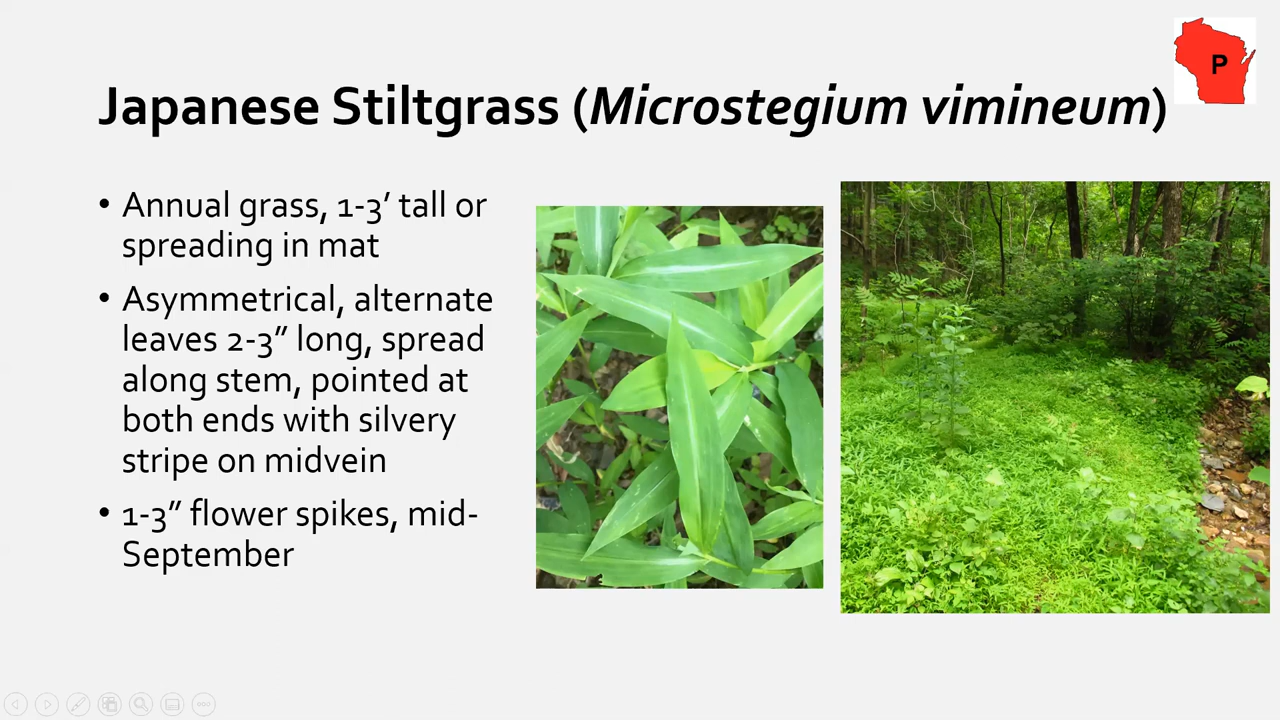 P
Japanese Stiltgrass (Microstegium vimineum)
• Annual grass, 1-3’ tall or
spreading in mat
• Asymmetrical, alternate
leaves 2-3” long, spread
along stem, pointed at
both ends with silvery
stripe on midvein
• 1-3” flower spikes, mid-
September